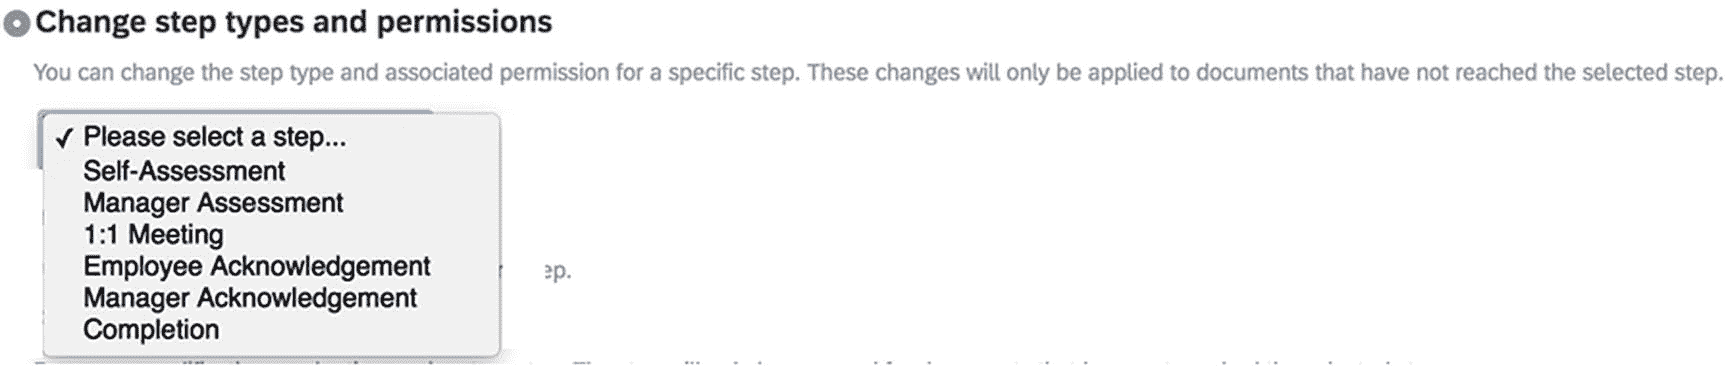 Change step types and permissions
You can change the step type and associated permission for a specific step. These changes will only be applied to documents that have not reached the selected step.
✓ Please select a step...
Self-Assessment
Manager Assessment
1:1 Meeting
Employee Acknowledgement
ep.
Manager Acknowledgement
Completion